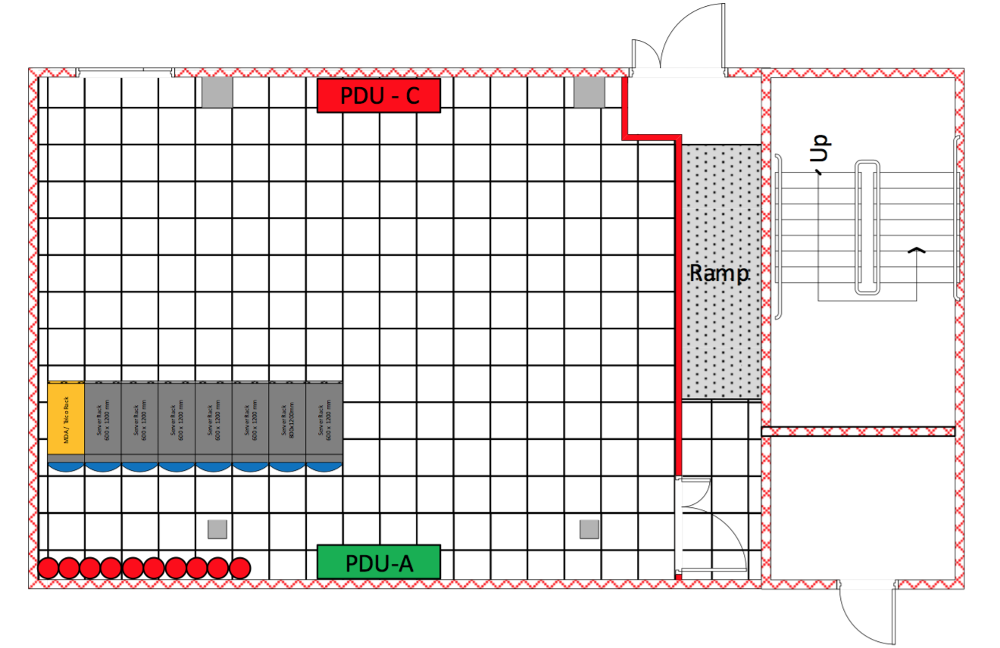 PDU - C
Up
Ramp
MDA / Telco Rack
Server Rack
600 x 1200 mm
Server Rack
600 x 1200 mm
Server Rack
600 x 1200 mm
Server Rack
600 x 1200 mm
Server Rack
600 x 1200 mm
Server Rack
800x1200mm
Server Rack
600 x 1200 mm
PDU-A